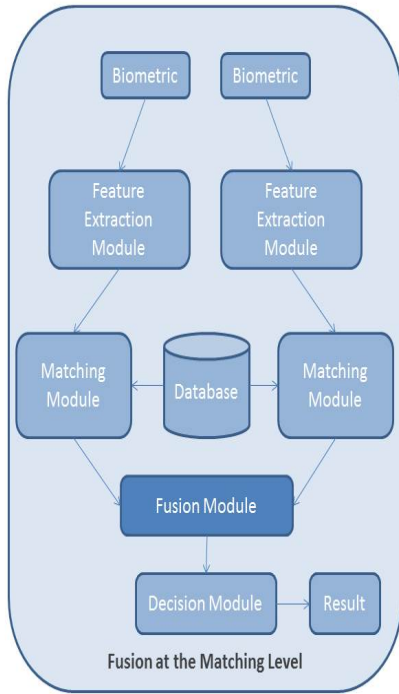 Biometric
Biometric
Feature
Extraction
Module
Feature
Extraction
Module
Matching
Module
Database
Matching
Module
Fusion Module
Decision Module
Result
Fusion at the Matching Level